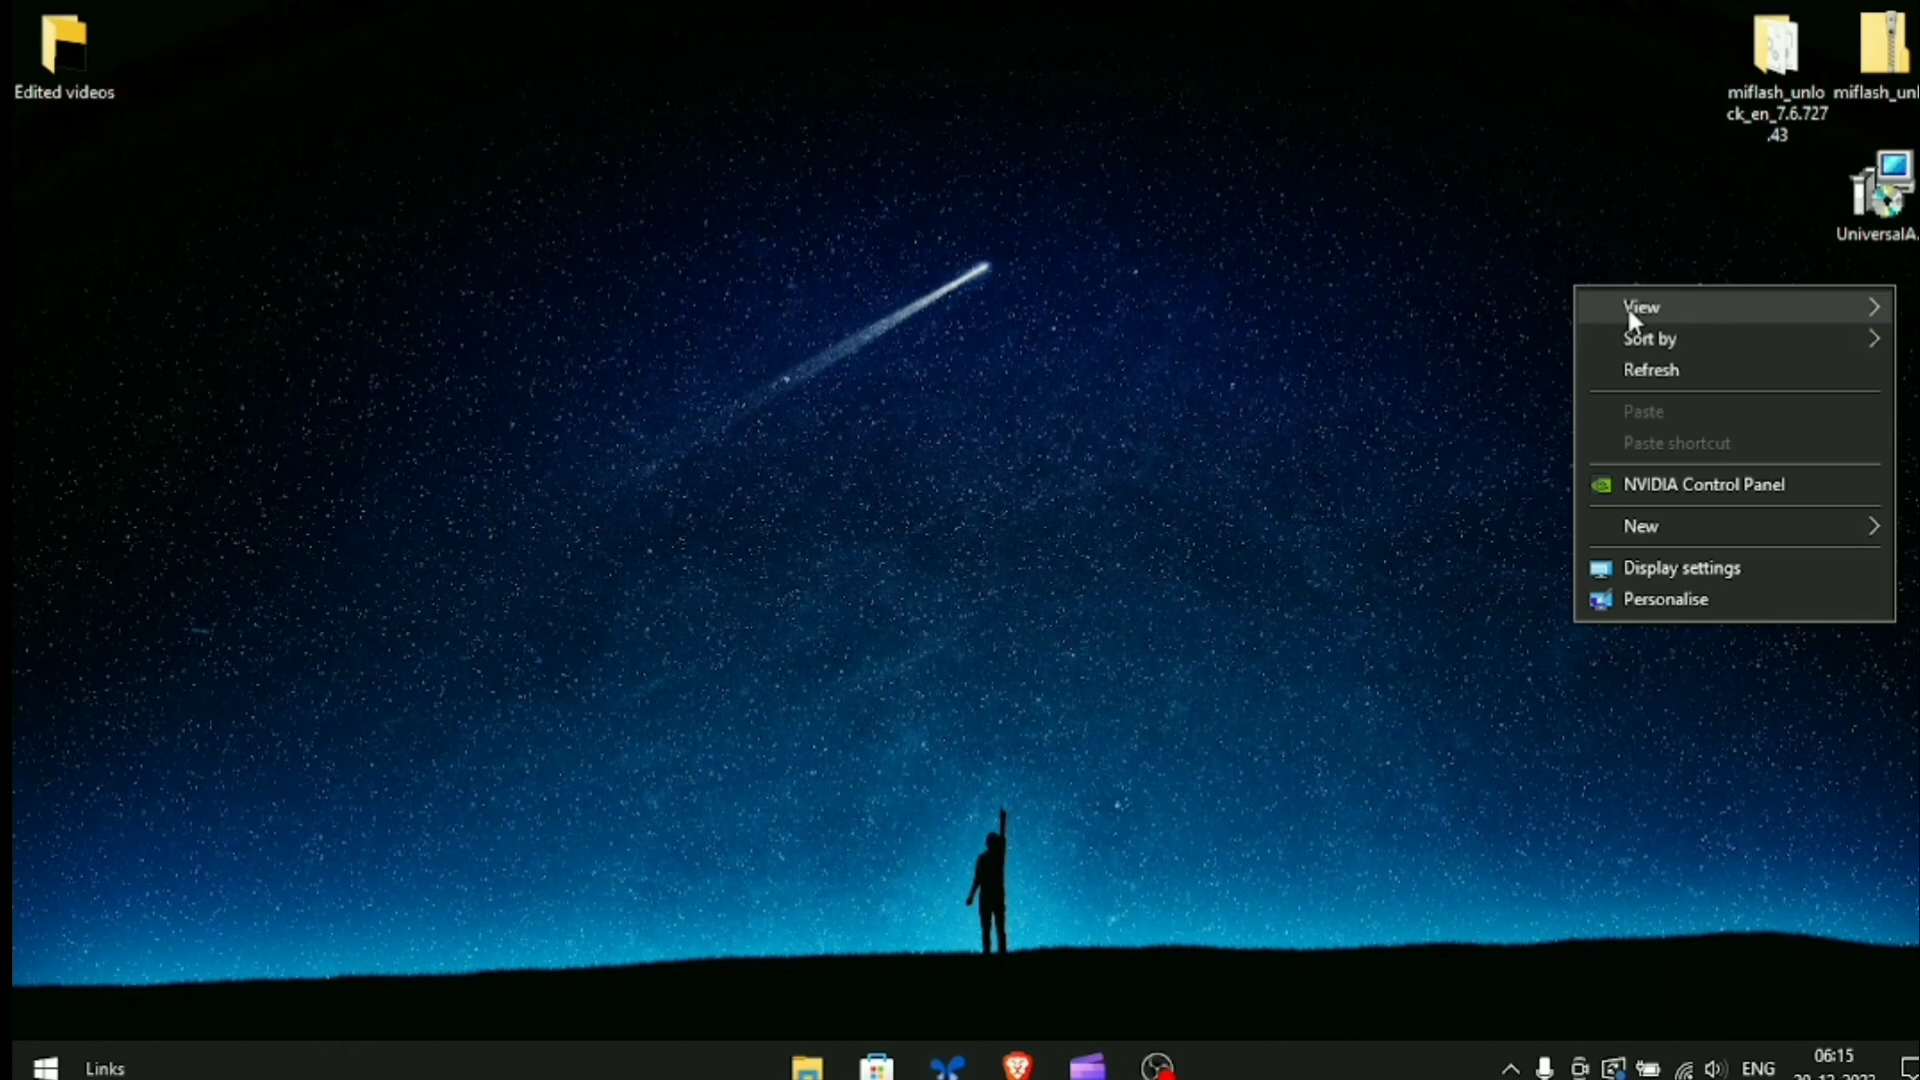 Edited videos
miflash_unlo
ck_en_7.6.727
.43
miflash_unl
UniversalA.
View
Sort by
Refresh
Paste
Paste shortcut
NVIDIA Control Panel
New
Display settings
Personalise
Links
ENG
06:15